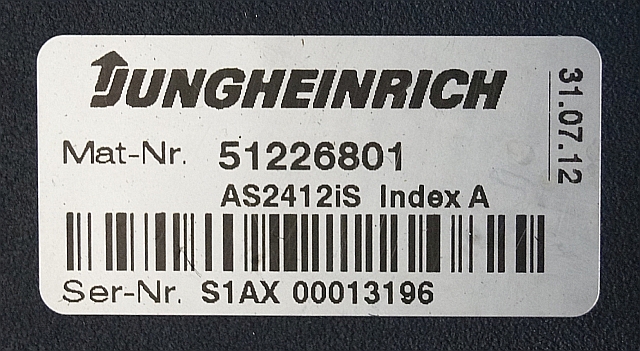 JUNGHEINRICH
31.07.12
Mat-Nr. 51226801
AS2412iS Index A
Ser-Nr. S1AX 00013196